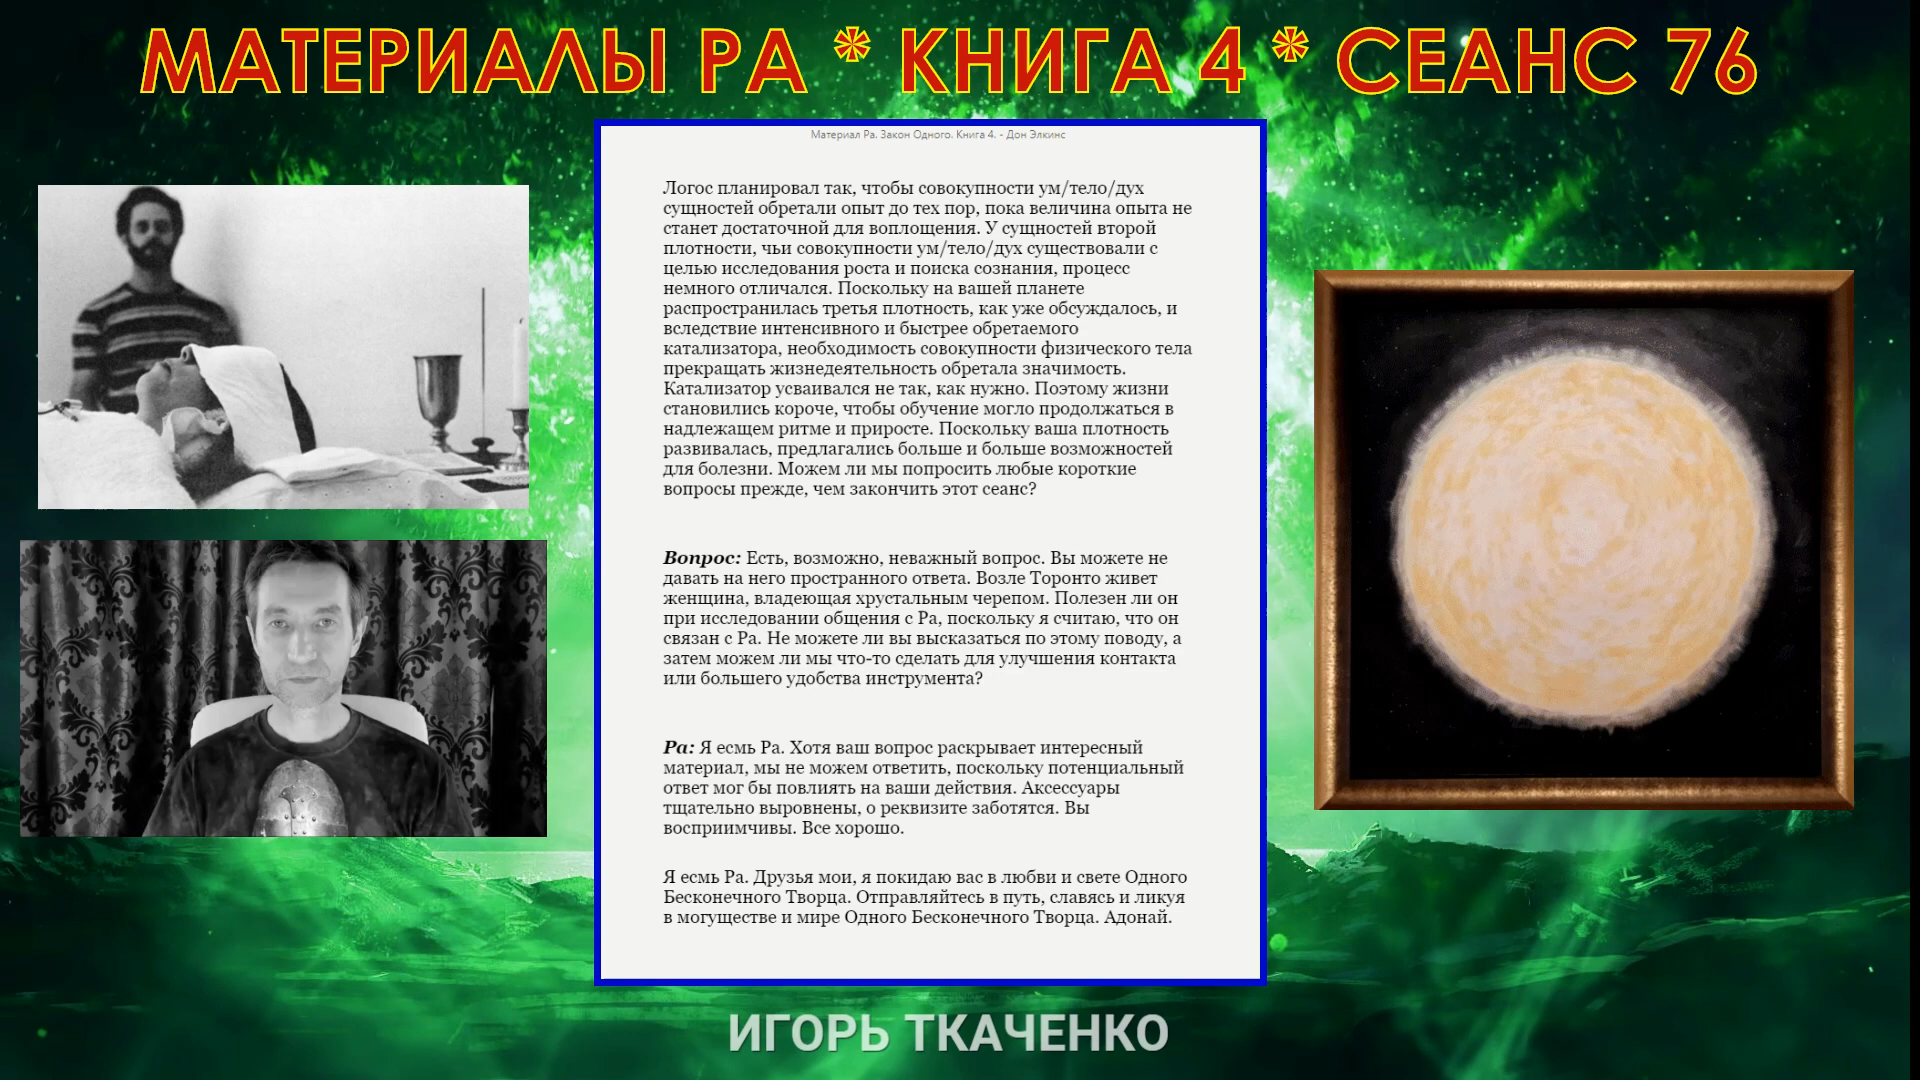 МАТЕРИАЛЫ РА * КНИГА 4 * СЕАНС 76
Материал Ра. Закон Одного. Книга 4. - Дон Элкинс
Логос планировал так, чтобы совокупности ум/тело/дух
сущностей обретали опыт до тех пор, пока величина опыта не
станет достаточной для воплощения. У сущностей второй
плотности, чьи совокупности ум/тело/дух существовали с
целью исследования роста и поиска сознания, процесс
немного отличался. Поскольку на вашей планете
распространилась третья плотность, как уже обсуждалось, и
вследствие интенсивного и быстрее обретаемого
катализатора, необходимость совокупности физического тела
прекращать жизнедеятельность обретала значимость.
Катализатор усваивался не так, как нужно. Поэтому жизни
становились короче, чтобы обучение могло продолжаться в
надлежащем ритме и приросте. Поскольку ваша плотность
развивалась, предлагались больше и больше возможностей
для болезни. Можем ли мы попросить любые короткие
вопросы прежде, чем закончить этот сеанс?
Вопрос: Есть, возможно, неважный вопрос. Вы можете не
давать на него пространного ответа. Возле Торонто живет
женщина, владеющая хрустальным черепом. Полезен ли он
при исследовании общения с Ра, поскольку я считаю, что он
связан с Ра. Не можете ли вы высказаться по этому поводу, а
затем можем ли мы что-то сделать для улучшения контакта
или большего удобства инструмента?
Ра: Я есмь Ра. Хотя ваш вопрос раскрывает интересный
материал, мы не можем ответить, поскольку потенциальный
ответ мог бы повлиять на ваши действия. Аксессуары
тщательно выровнены, о реквизите заботятся. Вы
восприимчивы. Все хорошо.
Я есмь Ра. Друзья мои, я покидаю вас в любви и свете Одного
Бесконечного Творца. Отправляйтесь в путь, славясь и ликуя
в могуществе и мире Одного Бесконечного Творца. Адонай.
ИГОРЬ ТКАЧЕНКО